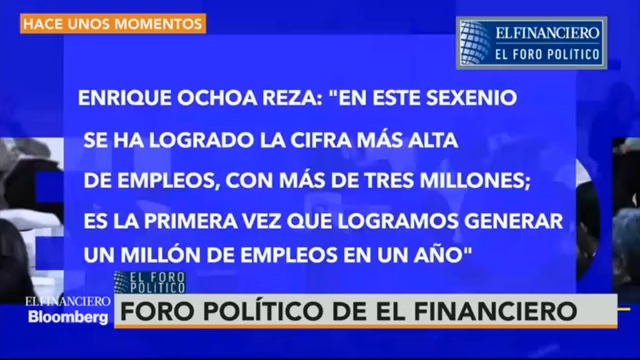 HACE UNOS MOMENTOS
EL FINANCIERO
EL FORO POLÍTICO
ENRIQUE OCHOA REZA: "EN ESTE SEXENIO
SE HA LOGRADO LA CIFRA MÁS ALTA
DE EMPLEOS, CON MÁS DE TRES MILLONES;
ES LA PRIMERA VEZ QUE LOGRAMOS GENERAR
UN MILLÓN DE EMPLEOS EN UN AÑO"
EL FORO
POLÍTICO
EL FINANCIERO
Bloomberg
FORO POLÍTICO DE EL FINANCIERO